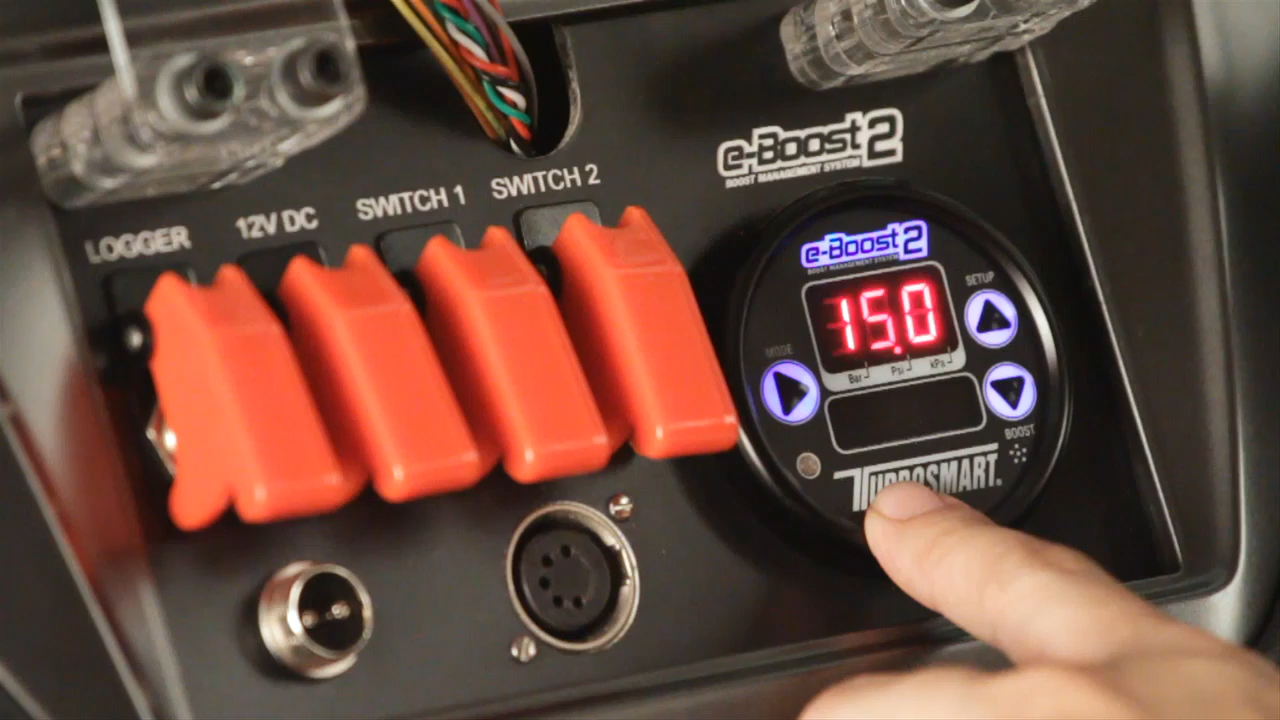 LOGGER
12V DC
SWITCH 1
SWITCH 2
e-Boost2
BOOST MANAGEMENT SYSTEM
e-Boost2
BOOST MANAGEMENT SYSTEM
SETUP
15.0
MODE
Bar
Psi
kPa
BOOST
TURBOSMART.